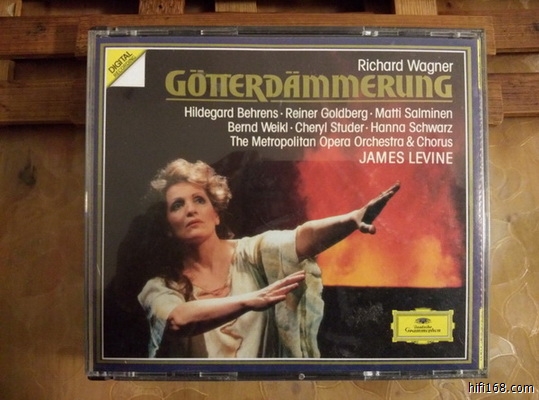 DIGITAL
RECORDING
Richard Wagner
GÖTTERDÄMMERUNG
Hildegard Behrens · Reiner Goldberg · Matti Salminen
Bernd Weikl · Cheryl Studer · Hanna Schwarz
The Metropolitan Opera Orchestra & Chorus
JAMES LEVINE
Deutsche
Grammophon
hifi168.com